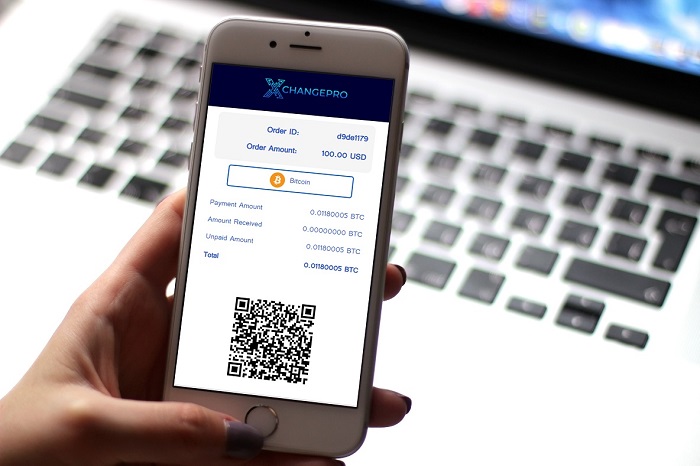 XCHANGEPRO
Order ID: d9de1179
Order Amount: 100.00 USD
Bitcoin
Payment Amount 0.01180005 BTC
Amount Received 0.00000000 BTC
Unpaid Amount 0.01180005 BTC
Total 0.01180005 BTC